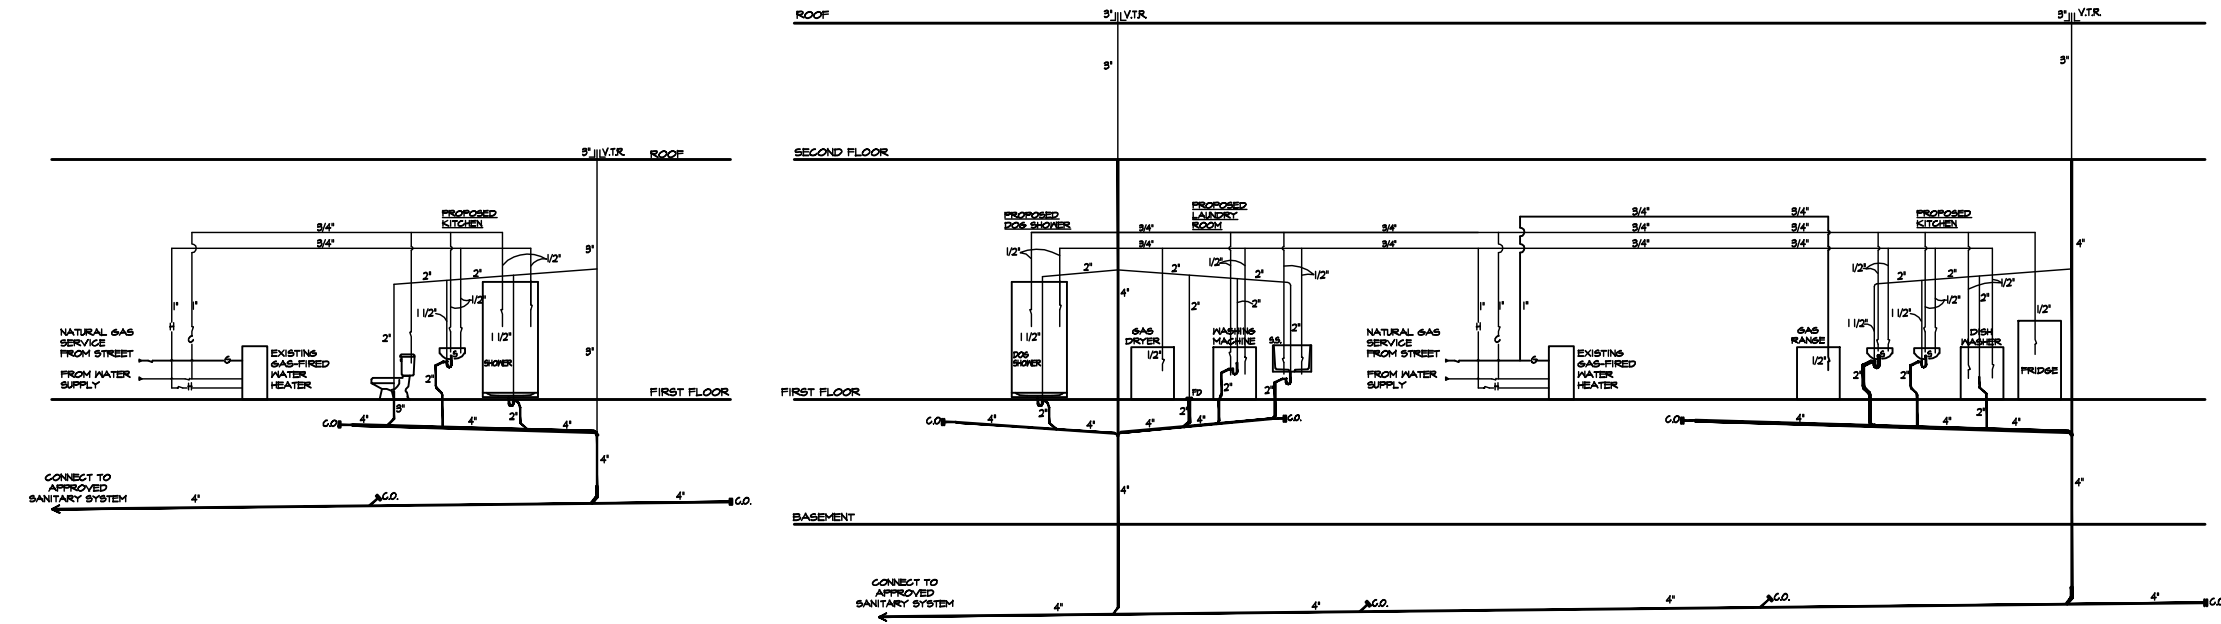 ROOF
3" V.T.R.
3" V.T.R.
3"
3"
SECOND FLOOR
3" V.T.R.
ROOF
PROPOSED
KITCHEN
3/4"
3/4"
3"
1/2"
2"
2"
1/2"
1"
1"
1 1/2"
2"
1 1/2"
3"
H
C
NATURAL GAS
SERVICE
FROM STREET
G
FROM WATER
SUPPLY
H
EXISTING
GAS-FIRED
WATER
HEATER
S
SHOWER
2"
FIRST FLOOR
3"
2"
C.O.
4"
4"
4"
4"
CONNECT TO
APPROVED
SANITARY SYSTEM
4"
C.O.
4"
C.O.
PROPOSED
DOG SHOWER
PROPOSED
LAUNDRY
ROOM
PROPOSED
KITCHEN
3/4"
3/4"
3/4"
3/4"
3/4"
3/4"
3/4"
3/4"
3/4"
3/4"
4"
1/2"
1/2"
1/2"
1/2"
1/2"
1/2"
2"
2"
2"
2"
2"
4"
2"
2"
2"
1"
1"
1"
1 1/2"
1 1/2"
1 1/2"
1/2"
H
C
DOG
SHOWER
GAS
DRYER
1/2"
WASHING
MACHINE
S.S.
NATURAL GAS
SERVICE
FROM STREET
G
FROM WATER
SUPPLY
H
EXISTING
GAS-FIRED
WATER
HEATER
GAS
RANGE
1/2"
S
S
DISH
WASHER
FRIDGE
2"
2"
2"
2"
FIRST FLOOR
FD
2"
2"
2"
C.O.
4"
4"
4"
4"
C.O.
C.O.
4"
4"
4"
4"
4"
BASEMENT
CONNECT TO
APPROVED
SANITARY SYSTEM
4"
4"
C.O.
4"
C.O.
4"